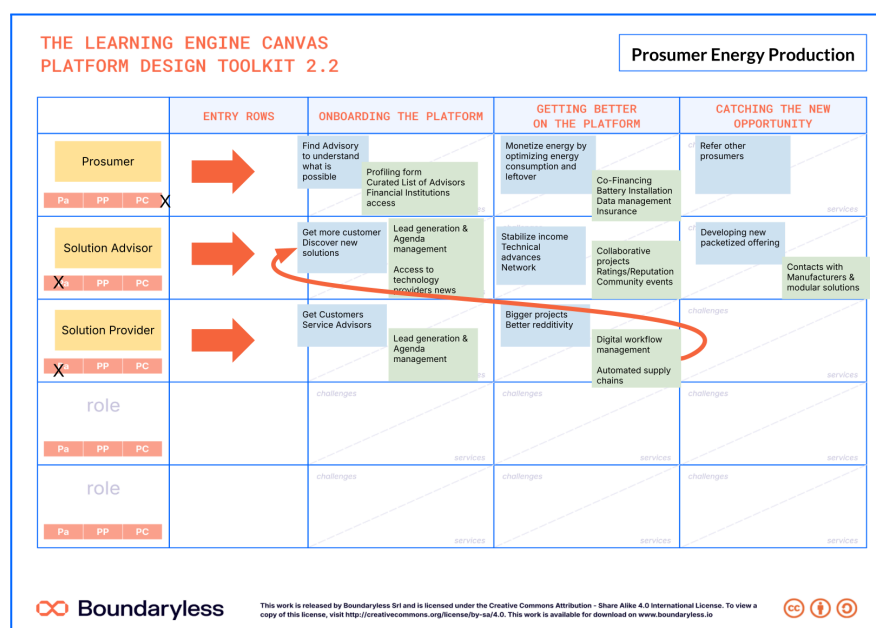 THE LEARNING ENGINE CANVAS
PLATFORM DESIGN TOOLKIT 2.2
Prosumer Energy Production
ENTRY ROWS
ONBOARDING THE PLATFORM
GETTING BETTER
ON THE PLATFORM
CATCHING THE NEW
OPPORTUNITY
Prosumer
Pa PP PC X
Find Advisory
to understand
what is
possible
Profiling form
Curated List of Advisors
Financial Institutions
access
services
Monetize energy by
optimizing energy
consumption and
leftover
Co-Financing
Battery Installation
Data management
Insurance
Refer other
prosumers
services
Solution Advisor
X PP PC
Get more customer
Discover new
solutions
Lead generation &
Agenda
management
Access to
technology
providers news
Stabilize income
Technical
advances
Network
Collaborative
projects
Ratings/Reputation
Community events
Developing new
packetized offering
Contacts with
Manufacturers &
modular solutions
Solution Provider
X PP PC
Get Customers
Service Advisors
Lead generation &
Agenda
management
Bigger projects
Better redditivity
Digital workflow
management
Automated supply
chains
challenges
services
role
Pa PP PC
challenges
services
challenges
services
challenges
services
role
Pa PP PC
challenges
services
challenges
services
challenges
services
Boundaryless
This work is released by Boundaryless Srl and is licensed under the Creative Commons Attribution - Share Alike 4.0 International License. To view a
copy of this license, visit http://creativecommons.org/license/by-sa/4.0. This work is available for download on www.boundaryless.io
cc